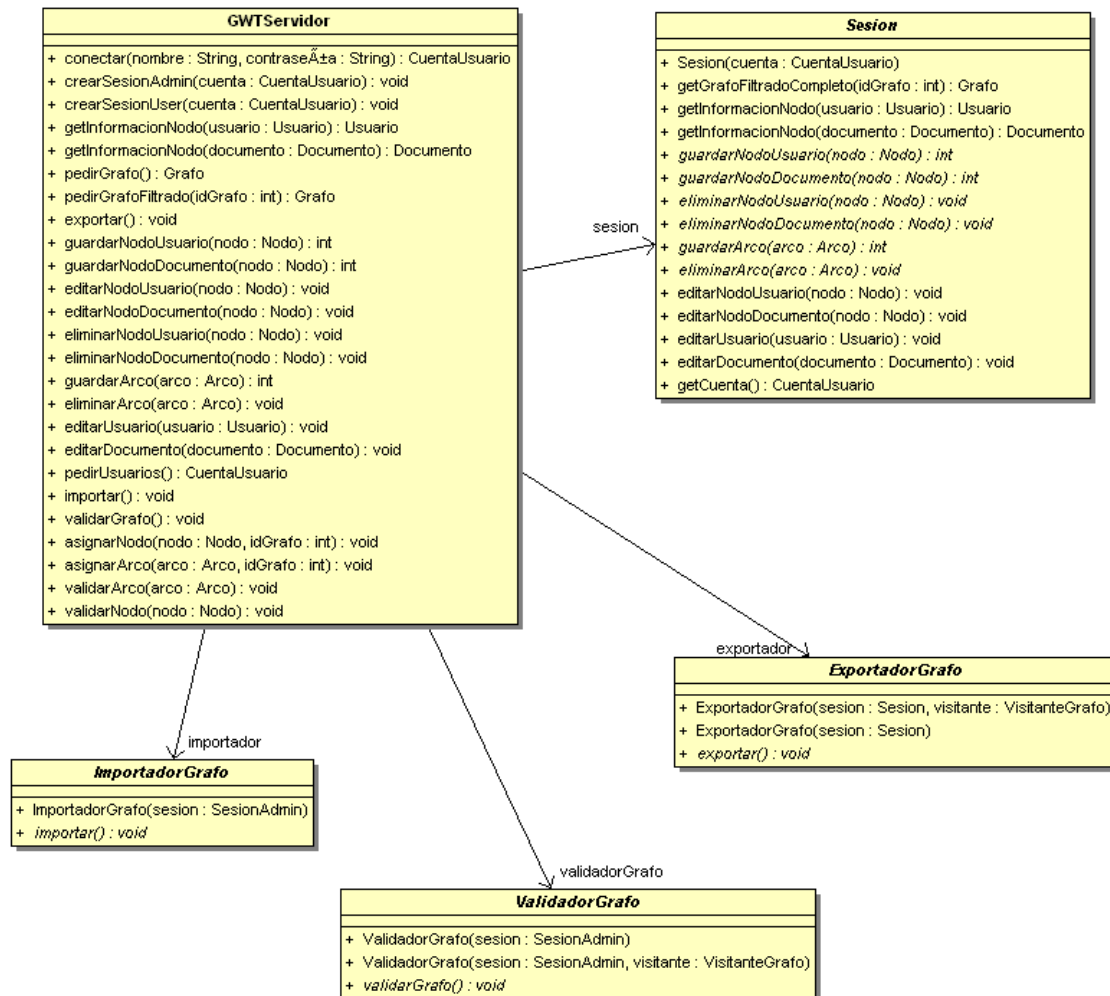 GWTServidor
+ conectar(nombre : String, contraseÃ±a : String) : CuentaUsuario
+ crearSesionAdmin(cuenta : CuentaUsuario) : void
+ crearSesionUser(cuenta : CuentaUsuario) : void
+ getInformacionNodo(usuario : Usuario) : Usuario
+ getInformacionNodo(documento : Documento) : Documento
+ pedirGrafo() : Grafo
+ pedirGrafoFiltrado(idGrafo : int) : Grafo
+ exportar() : void
+ guardarNodoUsuario(nodo : Nodo) : int
+ guardarNodoDocumento(nodo : Nodo) : int
+ editarNodoUsuario(nodo : Nodo) : void
+ editarNodoDocumento(nodo : Nodo) : void
+ eliminarNodoUsuario(nodo : Nodo) : void
+ eliminarNodoDocumento(nodo : Nodo) : void
+ guardarArco(arco : Arco) : int
+ eliminarArco(arco : Arco) : void
+ editarUsuario(usuario : Usuario) : void
+ editarDocumento(documento : Documento) : void
+ pedirUsuarios() : CuentaUsuario
+ importar() : void
+ validarGrafo() : void
+ asignarNodo(nodo : Nodo, idGrafo : int) : void
+ asignarArco(arco : Arco, idGrafo : int) : void
+ validarArco(arco : Arco) : void
+ validarNodo(nodo : Nodo) : void
sesion
Sesion
+ Sesion(cuenta : CuentaUsuario)
+ getGrafoFiltradoCompleto(idGrafo : int) : Grafo
+ getInformacionNodo(usuario : Usuario) : Usuario
+ getInformacionNodo(documento : Documento) : Documento
+ guardarNodoUsuario(nodo : Nodo) : int
+ guardarNodoDocumento(nodo : Nodo) : int
+ eliminarNodoUsuario(nodo : Nodo) : void
+ eliminarNodoDocumento(nodo : Nodo) : void
+ guardarArco(arco : Arco) : int
+ eliminarArco(arco : Arco) : void
+ editarNodoUsuario(nodo : Nodo) : void
+ editarNodoDocumento(nodo : Nodo) : void
+ editarUsuario(usuario : Usuario) : void
+ editarDocumento(documento : Documento) : void
+ getCuenta() : CuentaUsuario
exportador
ExportadorGrafo
+ ExportadorGrafo(sesion : Sesion, visitante : VisitanteGrafo)
+ ExportadorGrafo(sesion : Sesion)
+ exportar() : void
importador
ImportadorGrafo
+ ImportadorGrafo(sesion : SesionAdmin)
+ importar() : void
validadorGrafo
ValidadorGrafo
+ ValidadorGrafo(sesion : SesionAdmin)
+ ValidadorGrafo(sesion : SesionAdmin, visitante : VisitanteGrafo)
+ validarGrafo() : void